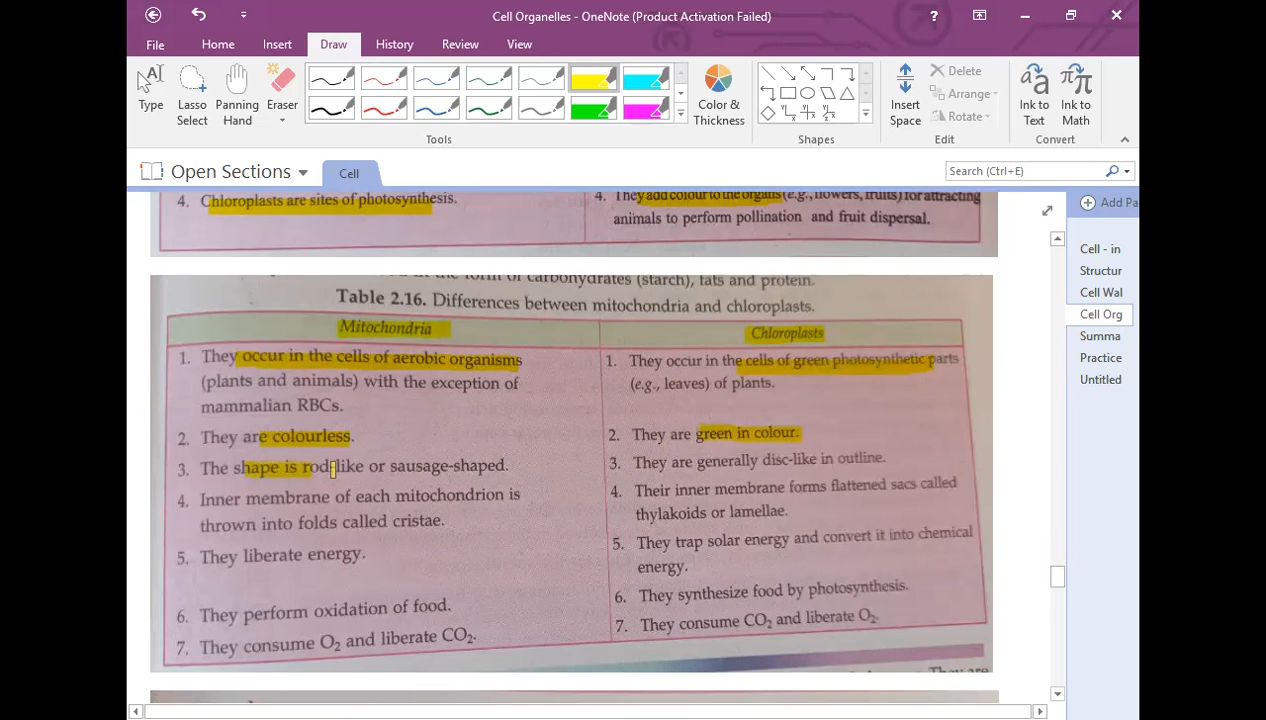 Cell Organelles - OneNote (Product Activation Failed)
?
File Home Insert Draw History Review View
Type
Lasso Select
Panning Hand
Eraser
Color & Thickness
Insert Space
Delete
Arrange
Rotate
Ink to Text
Ink to Math
Tools Shapes Edit Convert
Open Sections Cell
Search (Ctrl+E)
Add Pa
Cell - in
Structur
Cell Wal
Cell Org
Summa
Practice
Untitled
4. Chloroplasts are sites of photosynthesis.
4. They add colour to the organs (e.g., flowers, fruits) for attracting
animals to perform pollination and fruit dispersal.
in the form of carbohydrates (starch), fats and protein.
Table 2.16. Differences between mitochondria and chloroplasts.
Mitochondria
1. They occur in the cells of aerobic organisms
(plants and animals) with the exception of
mammalian RBCs.
2. They are colourless.
3. The shape is rod-like or sausage-shaped.
4. Inner membrane of each mitochondrion is
thrown into folds called cristae.
5. They liberate energy.
6. They perform oxidation of food.
7. They consume O2 and liberate CO2.
Chloroplasts
1. They occur in the cells of green photosynthetic parts
(e.g., leaves) of plants.
2. They are green in colour.
3. They are generally disc-like in outline.
4. Their inner membrane forms flattened sacs called
thylakoids or lamellae.
5. They trap solar energy and convert it into chemical
energy.
6. They synthesize food by photosynthesis.
7. They consume CO2 and liberate O2.
They are